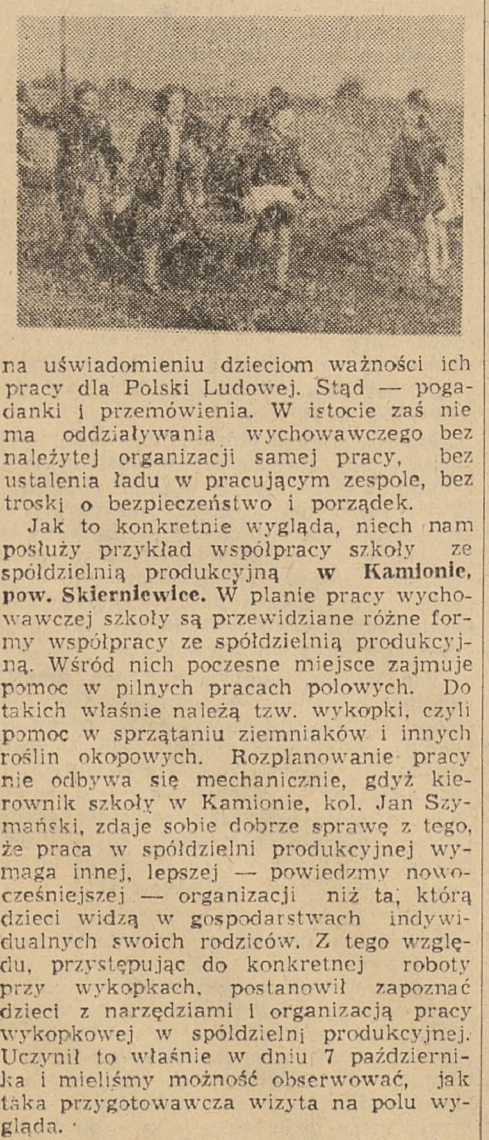 na uświadomieniu dzieciom ważności ich
pracy dla Polski Ludowej. Stąd — poga-
danki i przemówienia. W istocie zaś nie
ma oddziaływania wychowawczego bez
należytej organizacji samej pracy, bez
ustalenia ładu w pracującym zespole, bez
troski o bezpieczeństwo i porządek.
Jak to konkretnie wygląda, niech nam
posłuży przykład współpracy szkoły ze
spółdzielnią produkcyjną w Kamionie,
pow. Skierniewice. W planie pracy wycho-
wawczej szkoły są przewidziane różne for-
my współpracy ze spółdzielnią produkcyj-
ną. Wśród nich poczesne miejsce zajmuje
pomoc w pilnych pracach polowych. Do
takich właśnie należą tzw. wykopki, czyli
pomoc w sprzątaniu ziemniaków i innych
roślin okopowych. Rozplanowanie pracy
nie odbywa się mechanicznie, gdyż kie-
rownik szkoły w Kamionie, kol. Jan Szy-
mański, zdaje sobie dobrze sprawę z tego,
że praca w spółdzielni produkcyjnej wy-
maga innej, lepszej — powiedzmy nowo-
cześniejszej — organizacji niż ta, którą
dzieci widzą w gospodarstwach indywi-
dualnych swoich rodziców. Z tego wzglę-
du, przystępując do konkretnej roboty
przy wykopkach, postanowił zapoznać
dzieci z narzędziami i organizacją pracy
wykopkowej w spółdzielni produkcyjnej.
Uczynił to właśnie w dniu 7 październi-
ka i mieliśmy możność obserwować, jak
taka przygotowawcza wizyta na polu wy-
gląda.